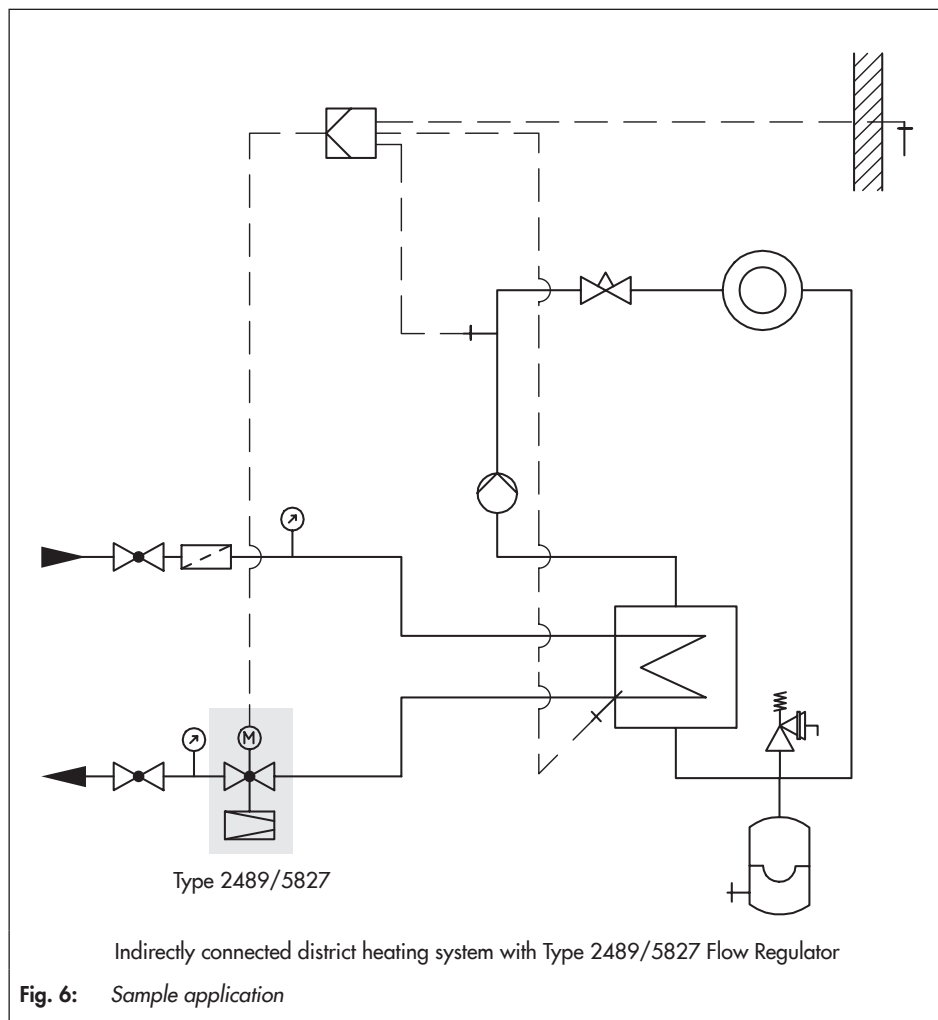 M
Type 2489/5827
Indirectly connected district heating system with Type 2489/5827 Flow Regulator
Fig. 6: Sample application